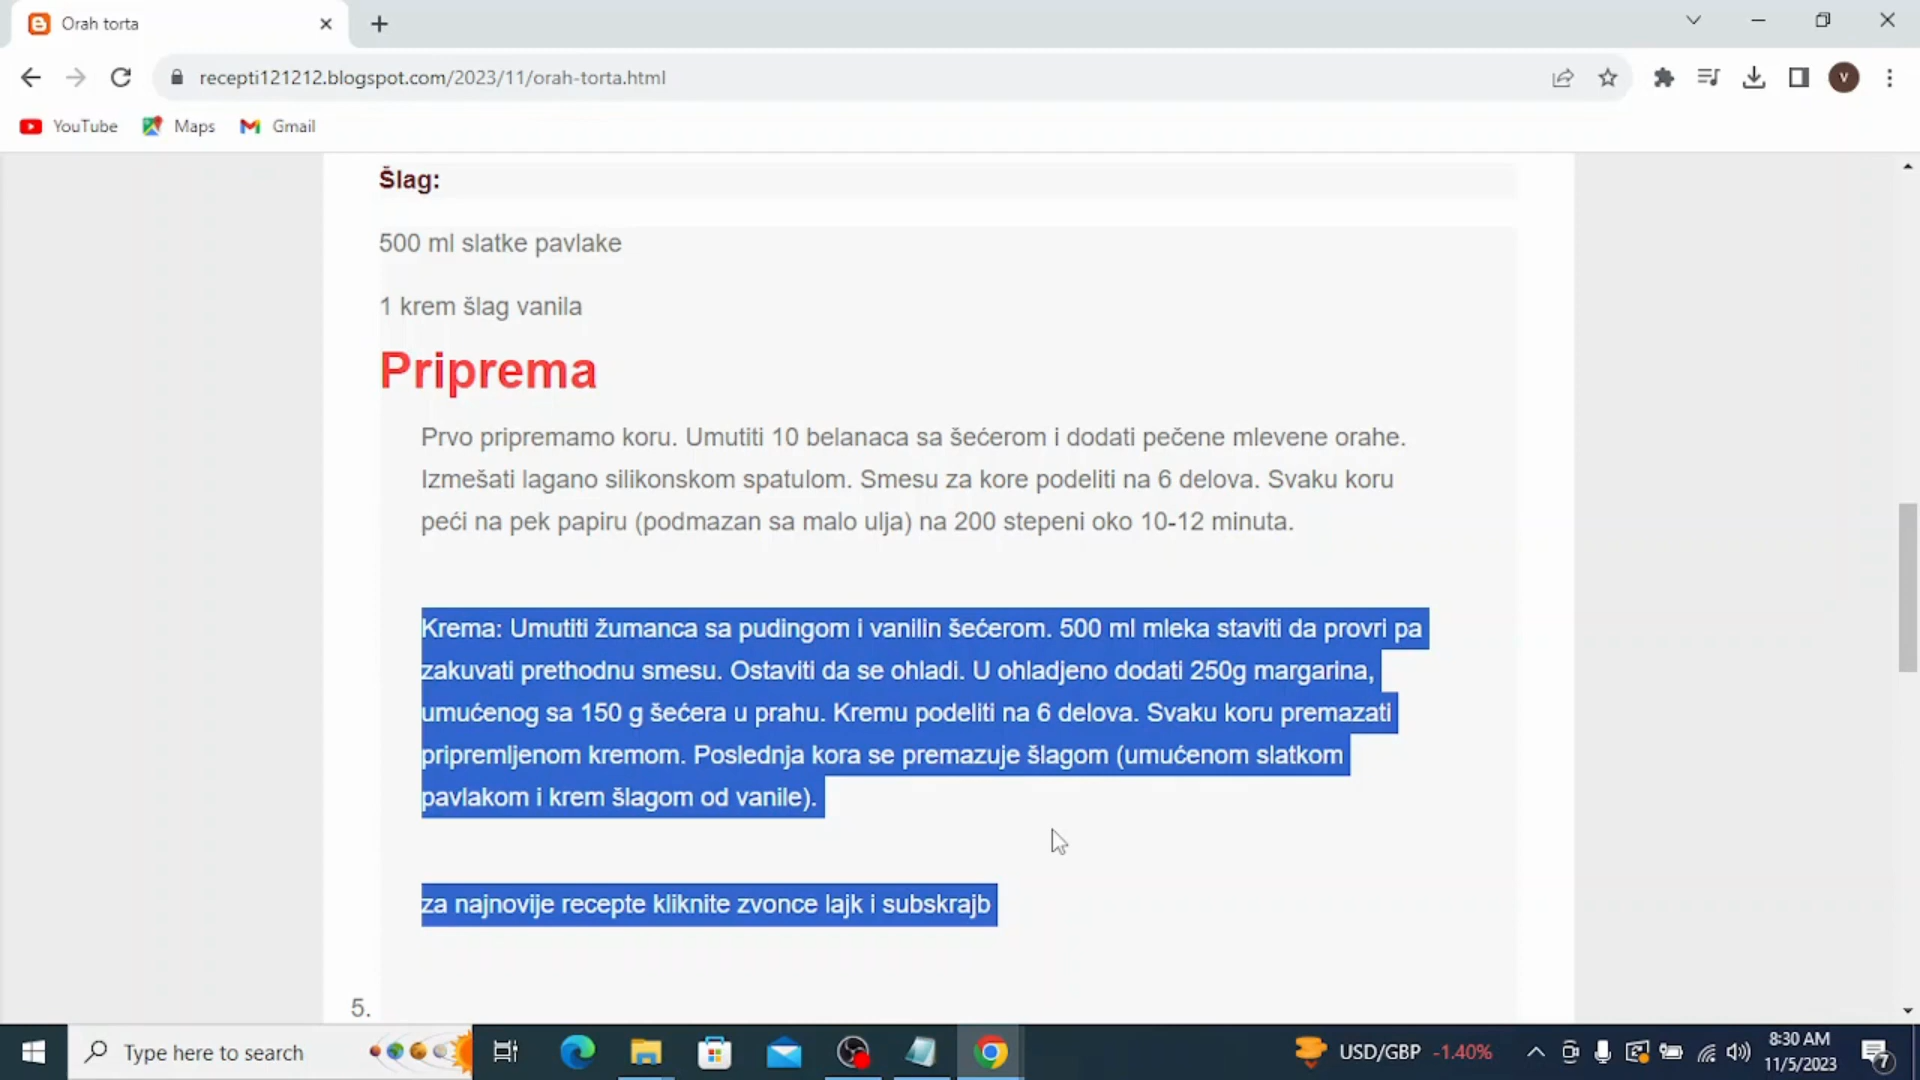 Orah torta
recepti121212.blogspot.com/2023/11/orah-torta.html
V
YouTube
Maps
Gmail
Šlag:
500 ml slatke pavlake
1 krem šlag vanila
Priprema
Prvo pripremamo koru. Umutiti 10 belanaca sa šećerom i dodati pečene mlevene orahe.
Izmešati lagano silikonskom spatulom. Smesu za kore podeliti na 6 delova. Svaku koru
peći na pek papiru (podmazan sa malo ulja) na 200 stepeni oko 10-12 minuta.
Krema: Umutiti žumanca sa pudingom i vanilin šećerom. 500 ml mleka staviti da provri pa
zakuvati prethodnu smesu. Ostaviti da se ohladi. U ohladjeno dodati 250g margarina,
umućenog sa 150 g šećera u prahu. Kremu podeliti na 6 delova. Svaku koru premazati
pripremljenom kremom. Poslednja kora se premazuje šlagom (umućenom slatkom
pavlakom i krem šlagom od vanile).
za najnovije recepte kliknite zvonce lajk i subskrajb
5.
Type here to search
USD/GBP -1.40%
8:30 AM
11/5/2023
7